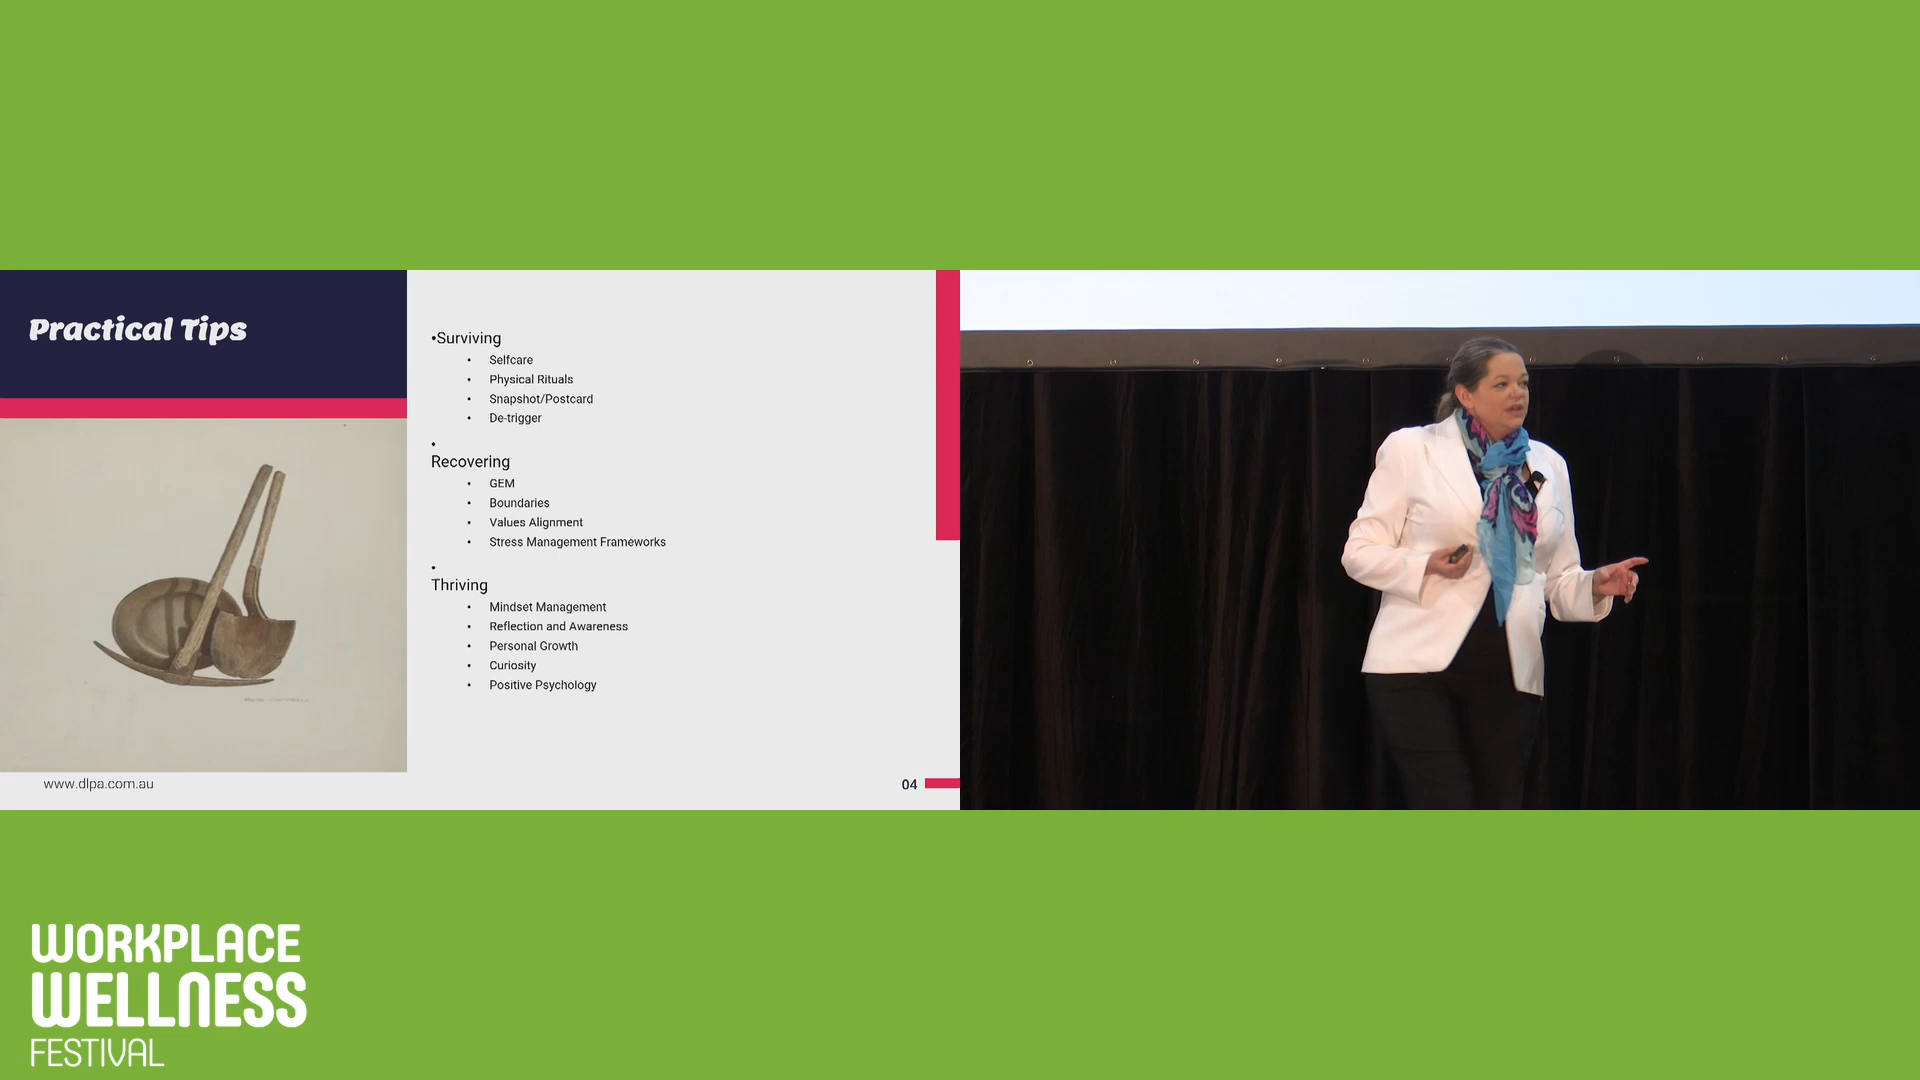 Practical Tips
•Surviving
• Selfcare
• Physical Rituals
• Snapshot/Postcard
• De-trigger
•
Recovering
• GEM
• Boundaries
• Values Alignment
• Stress Management Frameworks
•
Thriving
• Mindset Management
• Reflection and Awareness
• Personal Growth
• Curiosity
• Positive Psychology
www.dlpa.com.au
04
WORKPLACE
WELLNESS
FESTIVAL